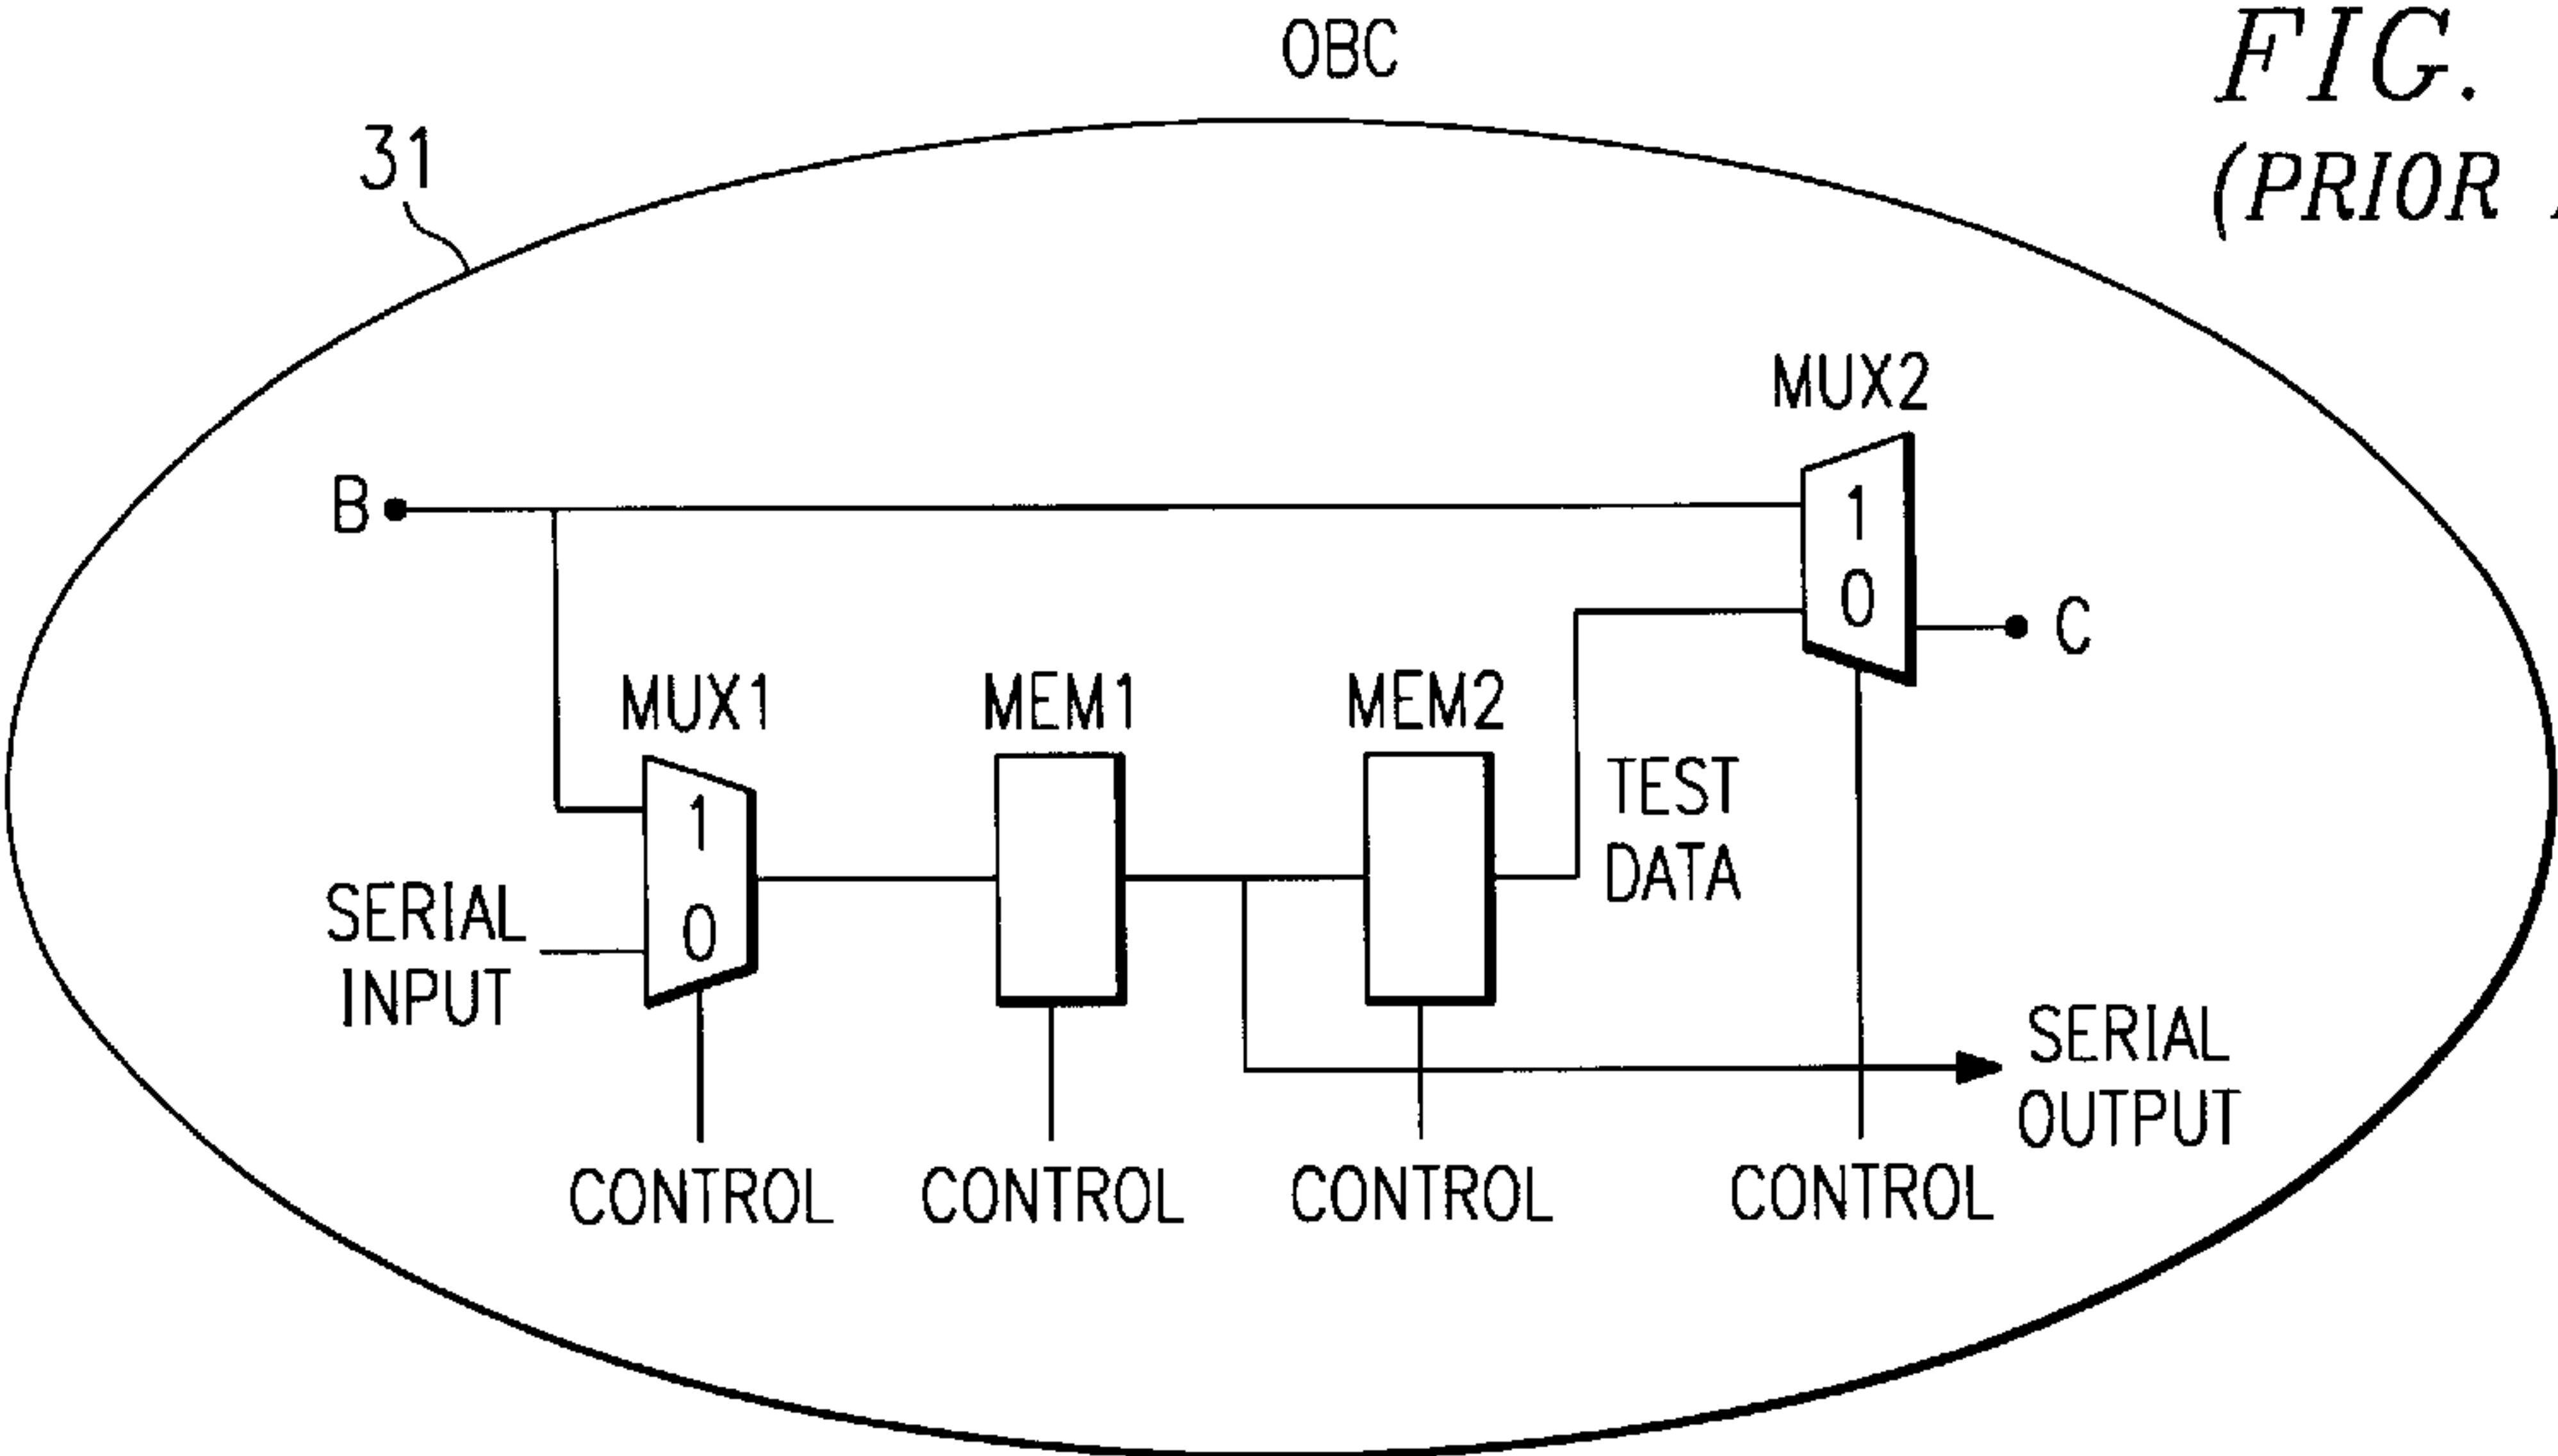 OBC
FIG.
(PRIOR
31
MUX2
B
1
0
C
MUX1
MEM1
MEM2
1
0
TEST
DATA
SERIAL
INPUT
SERIAL
OUTPUT
CONTROL
CONTROL
CONTROL
CONTROL